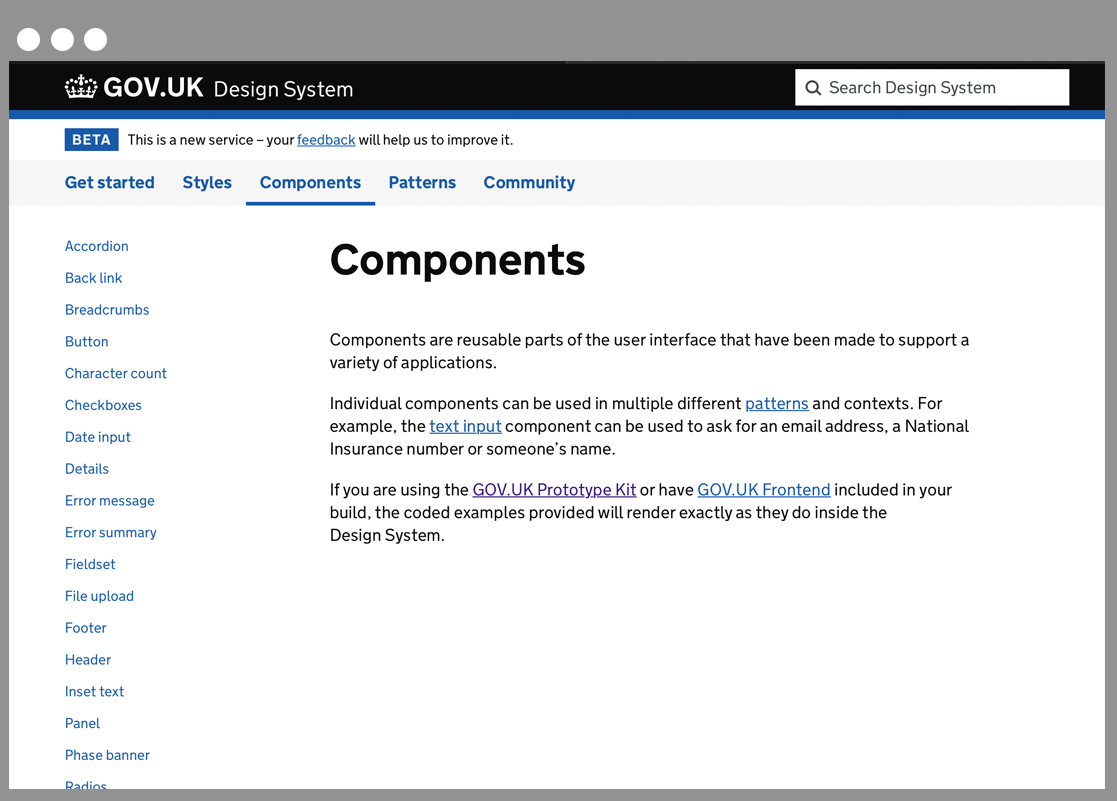 GOV.UK Design System
Search Design System
BETA This is a new service – your feedback will help us to improve it.
Get started Styles Components Patterns Community
Accordion
Back link
Breadcrumbs
Button
Character count
Checkboxes
Date input
Details
Error message
Error summary
Fieldset
File upload
Footer
Header
Inset text
Panel
Phase banner
Radios
Components
Components are reusable parts of the user interface that have been made to support a
variety of applications.
Individual components can be used in multiple different patterns and contexts. For
example, the text input component can be used to ask for an email address, a National
Insurance number or someone’s name.
If you are using the GOV.UK Prototype Kit or have GOV.UK Frontend included in your
build, the coded examples provided will render exactly as they do inside the
Design System.